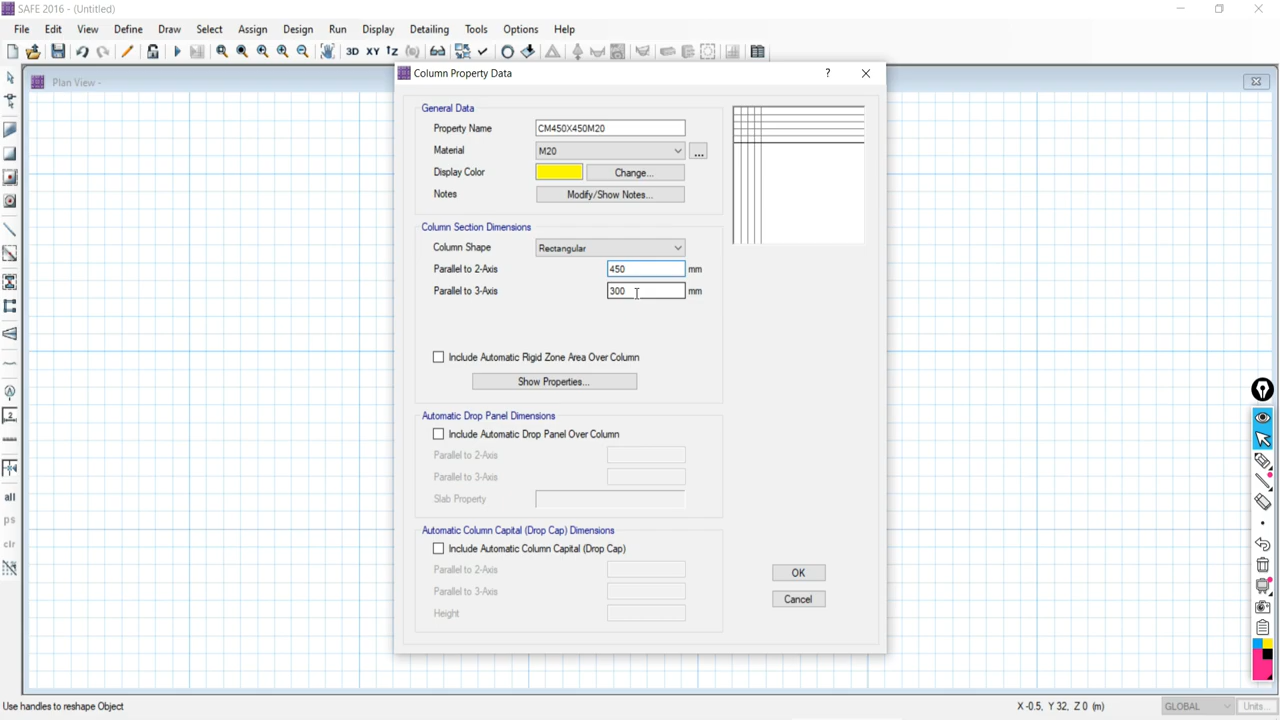 SAFE 2016 - (Untitled)
File Edit View Define Draw Select Assign Design Run Display Detailing Tools Options Help
3D XY
Plan View -
Column Property Data ?
General Data
Property Name CM450X450M20
Material M20 ...
Display Color Change...
Notes Modify/Show Notes...
Column Section Dimensions
Column Shape Rectangular
Parallel to 2-Axis 450 mm
Parallel to 3-Axis 300 mm
Include Automatic Rigid Zone Area Over Column
Show Properties...
Automatic Drop Panel Dimensions
Include Automatic Drop Panel Over Column
Parallel to 2-Axis
Parallel to 3-Axis
Slab Property
Automatic Column Capital (Drop Cap) Dimensions
Include Automatic Column Capital (Drop Cap)
Parallel to 2-Axis
Parallel to 3-Axis
Height
OK
Cancel
2
all
ps
clr
Use handles to reshape Object X -0.5, Y 32, Z 0 (m) GLOBAL Units...